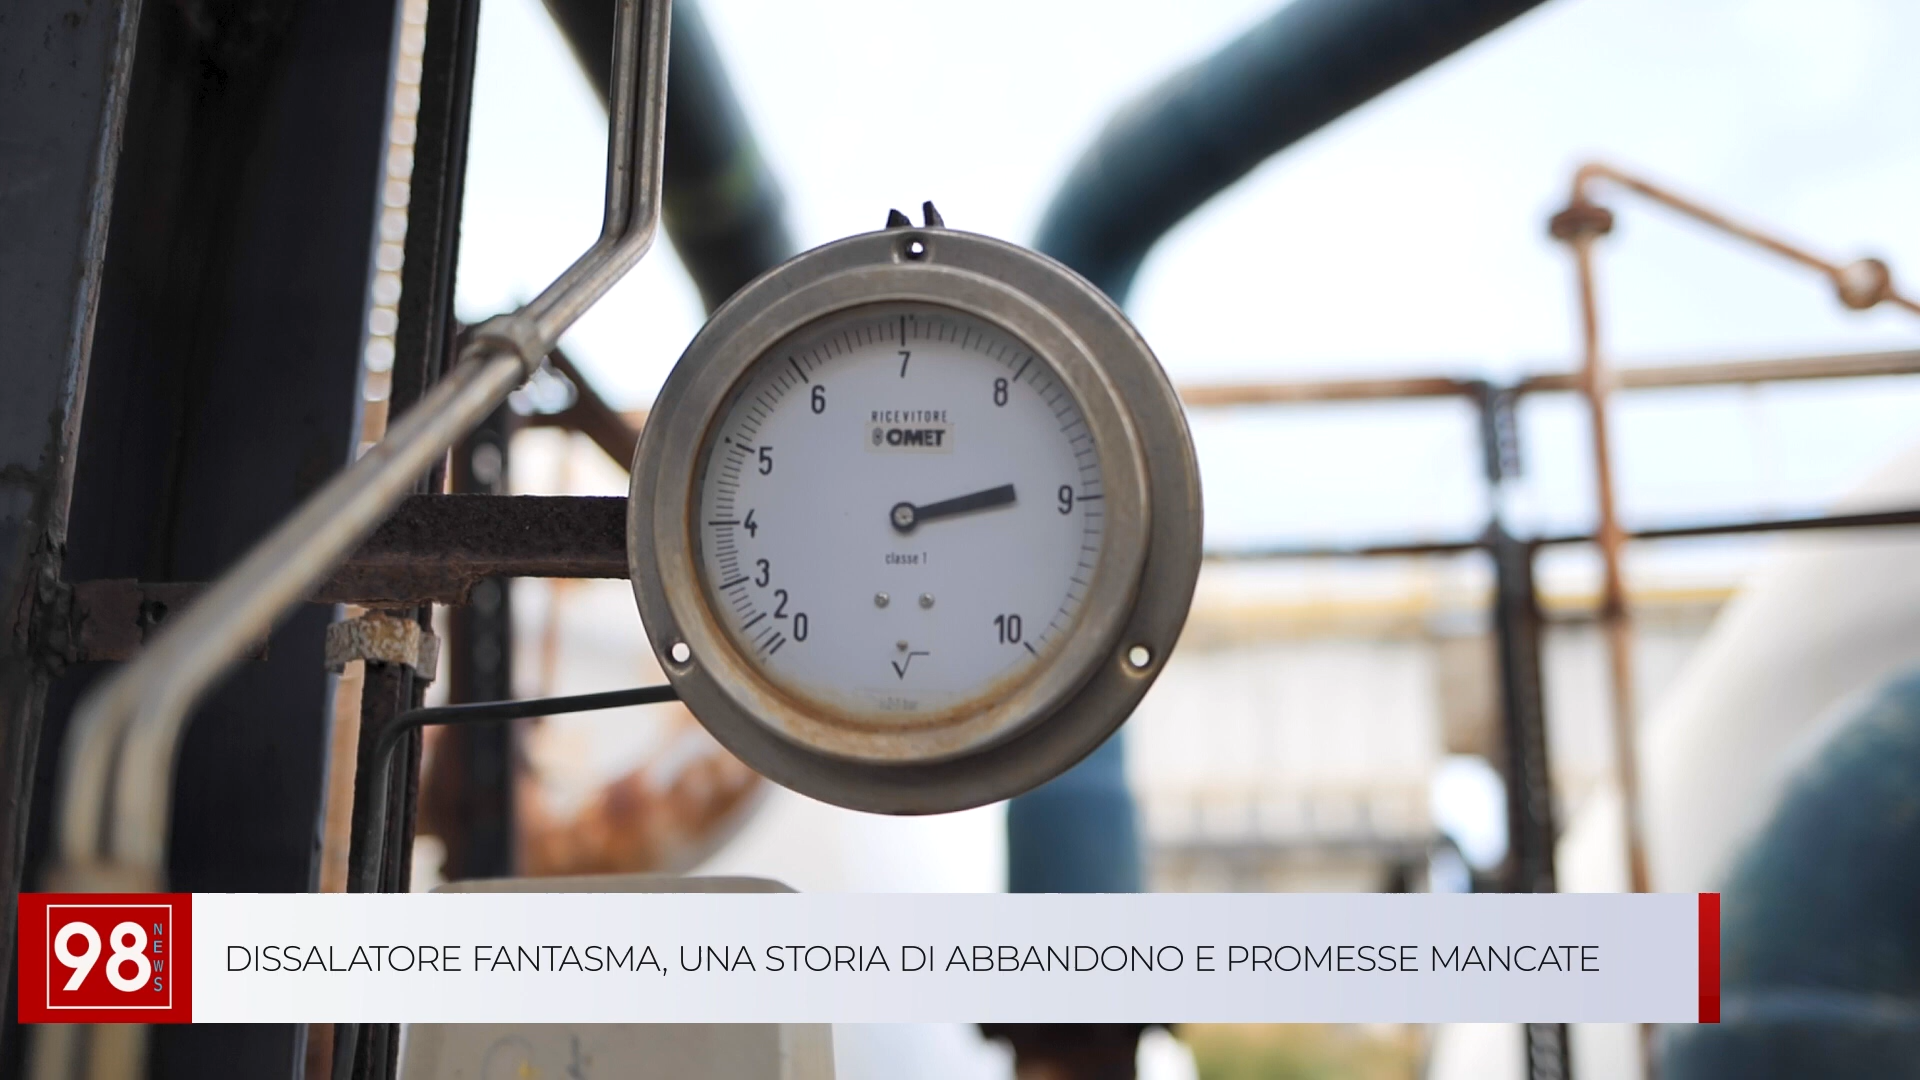 7
6
8
RICEVITORE
OMET
5
9
4
classe 1
3
2
0
10
√
98
NEWS
DISSALATORE FANTASMA, UNA STORIA DI ABBANDONO E PROMESSE MANCATE